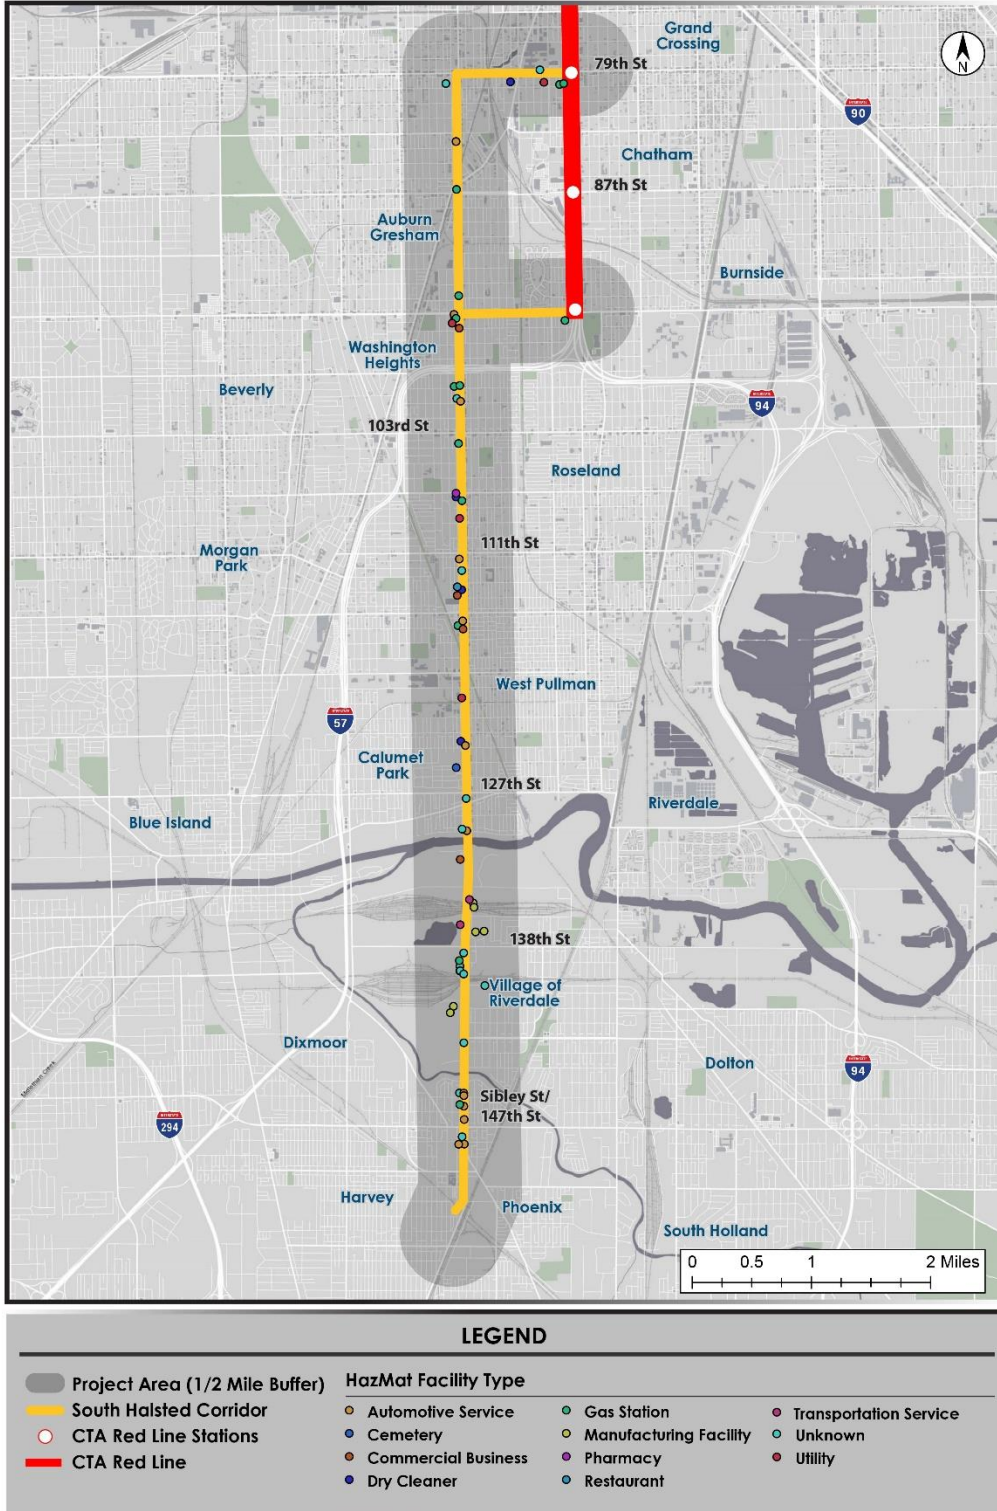 Grand
Crossing
79th St
N
90
Chatham
87th St
Auburn
Gresham
Burnside
Washington
Heights
Beverly
94
103rd St
Roseland
111th St
Morgan
Park
West Pullman
57
Calumet
Park
127th St
Riverdale
Blue Island
138th St
Village of
Riverdale
Dixmoor
Dolton
94
Sibley St/
147th St
294
Harvey
Phoenix
South Holland
0 0.5 1 2 Miles
LEGEND
Project Area (1/2 Mile Buffer)
South Halsted Corridor
CTA Red Line Stations
CTA Red Line
HazMat Facility Type
Automotive Service
Cemetery
Commercial Business
Dry Cleaner
Gas Station
Manufacturing Facility
Pharmacy
Restaurant
Transportation Service
Unknown
Utility